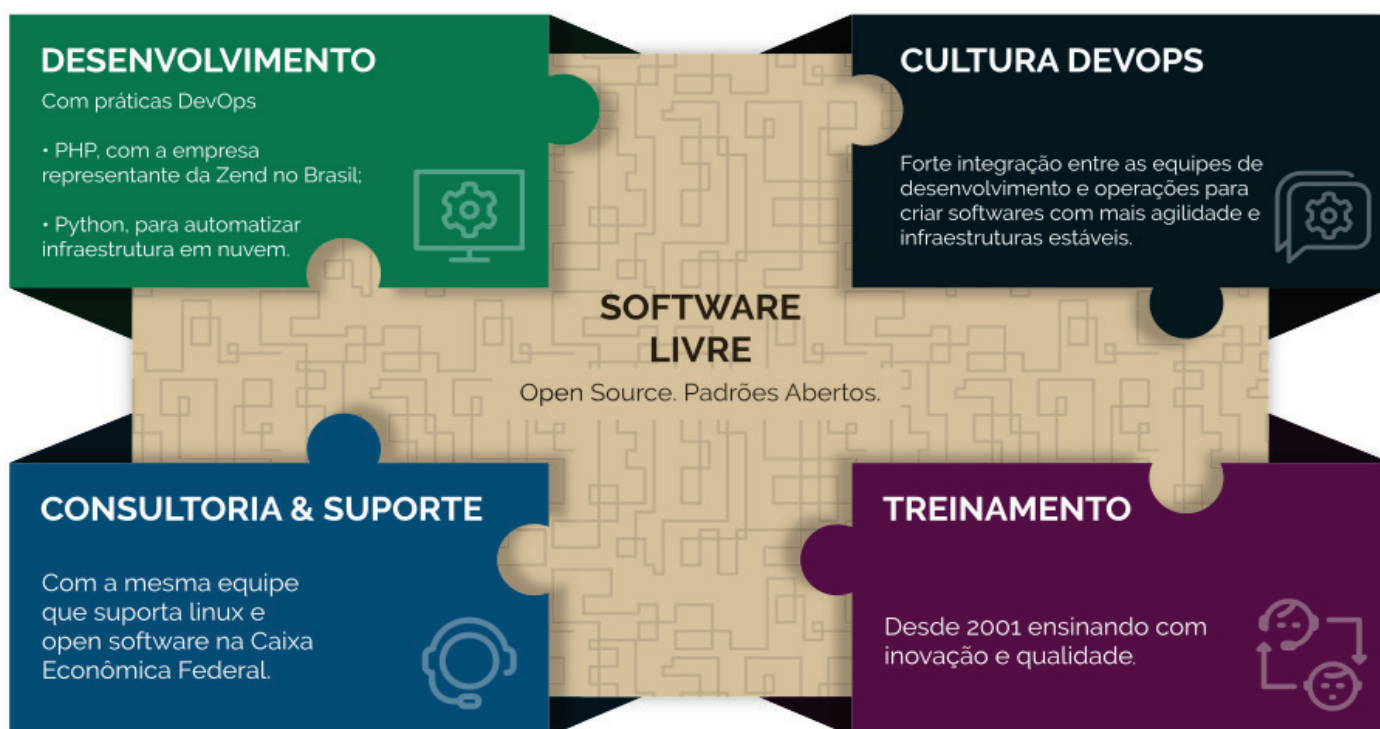 DESENVOLVIMENTO
Com práticas DevOps
• PHP, com a empresa
representante da Zend no Brasil;
• Python, para automatizar
infraestrutura em nuvem.
CULTURA DEVOPS
Forte integração entre as equipes de
desenvolvimento e operações para
criar softwares com mais agilidade e
infraestruturas estáveis.
SOFTWARE
LIVRE
Open Source. Padrões Abertos.
CONSULTORIA & SUPORTE
Com a mesma equipe
que suporta linux e
open software na Caixa
Econômica Federal.
TREINAMENTO
Desde 2001 ensinando com
inovação e qualidade.